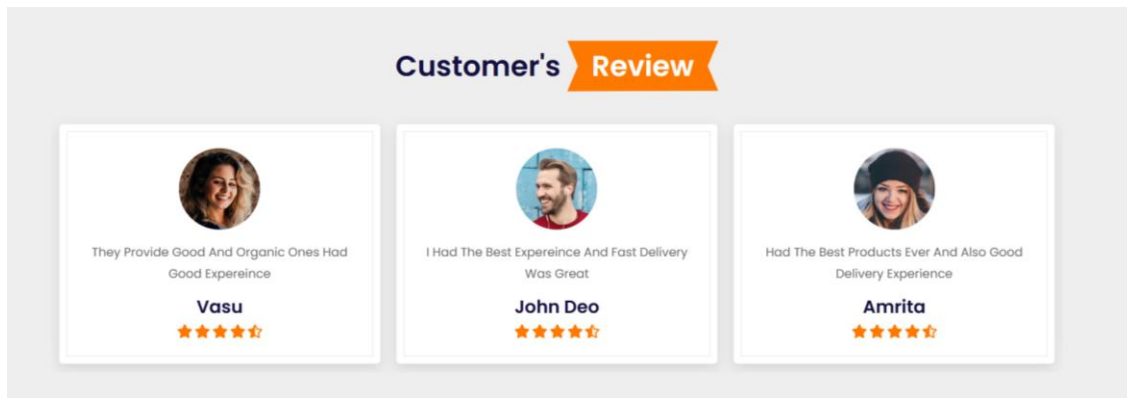 Customer's Review
They Provide Good And Organic Ones Had
Good Expereince
Vasu
I Had The Best Expereince And Fast Delivery
Was Great
John Deo
Had The Best Products Ever And Also Good
Delivery Experience
Amrita